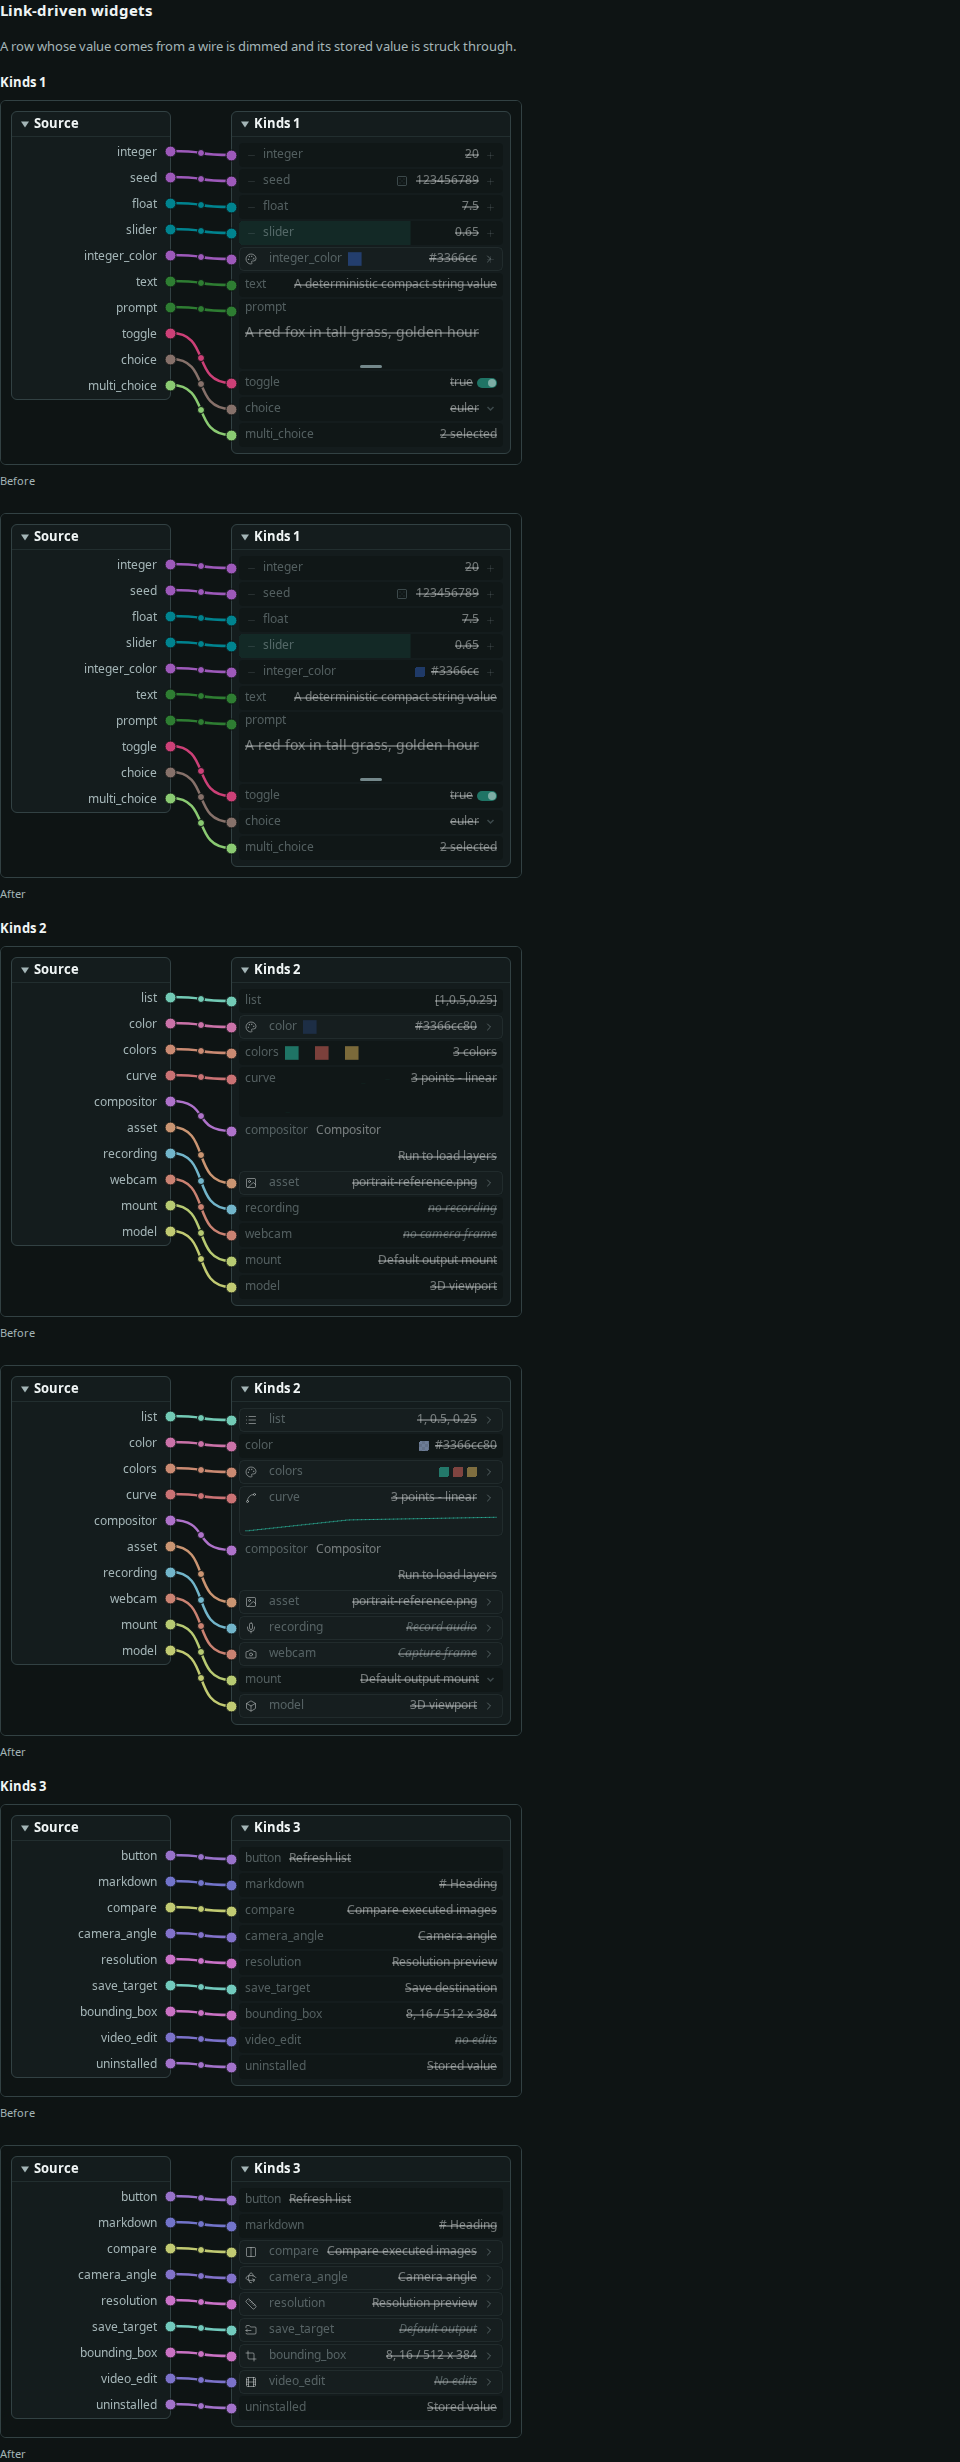 Link-driven widgets
A row whose value comes from a wire is dimmed and its stored value is struck through.
Kinds 1
Source Kinds 1
integer integer 20
seed seed 123456789
float float 7.5
slider slider 0.65
integer_color integer_color #3366cc
text text A deterministic compact string value
prompt prompt
A red fox in tall grass, golden hour
toggle toggle true
choice choice euler
multi_choice multi_choice 2 selected
Before
Source Kinds 1
integer integer 20
seed seed 123456789
float float 7.5
slider slider 0.65
integer_color integer_color #3366cc
text text A deterministic compact string value
prompt prompt
A red fox in tall grass, golden hour
toggle toggle true
choice choice euler
multi_choice multi_choice 2 selected
After
Kinds 2
Source Kinds 2
list list [1,0.5,0.25]
color color #3366cc80
colors colors 3 colors
curve curve 3 points - linear
compositor compositor Compositor
Run to load layers
asset asset portrait-reference.png
recording recording no recording
webcam webcam no camera frame
mount mount Default output mount
model model 3D viewport
Before
Source Kinds 2
list list 1, 0.5, 0.25
color color #3366cc80
colors colors
curve curve 3 points - linear
compositor compositor Compositor
Run to load layers
asset asset portrait-reference.png
recording recording Record audio
webcam webcam Capture frame
mount mount Default output mount
model model 3D viewport
After
Kinds 3
Source Kinds 3
button button Refresh list
markdown markdown # Heading
compare compare Compare executed images
camera_angle camera_angle Camera angle
resolution resolution Resolution preview
save_target save_target Save destination
bounding_box bounding_box 8, 16 / 512 x 384
video_edit video_edit no edits
uninstalled uninstalled Stored value
Before
Source Kinds 3
button button Refresh list
markdown markdown # Heading
compare compare Compare executed images
camera_angle camera_angle Camera angle
resolution resolution Resolution preview
save_target save_target Default output
bounding_box bounding_box 8, 16 / 512 x 384
video_edit video_edit No edits
uninstalled uninstalled Stored value
After